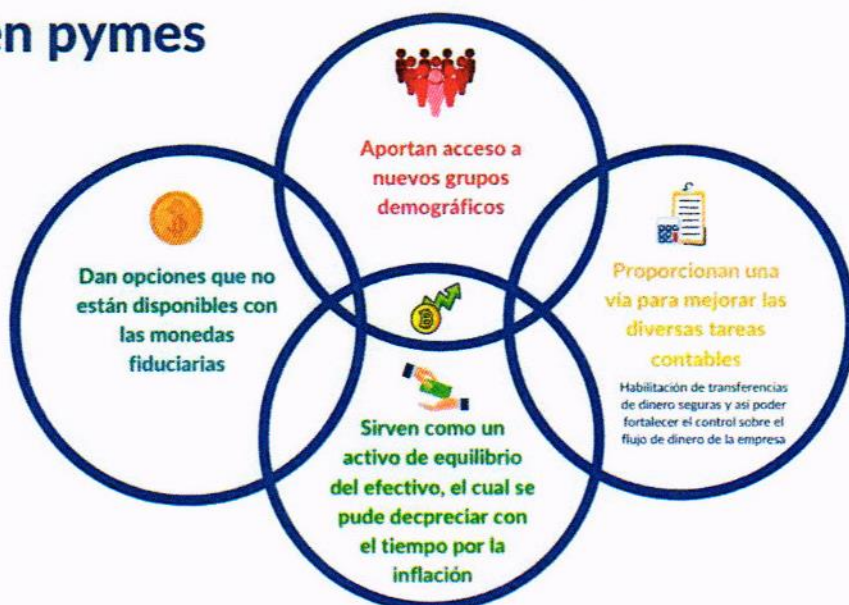 en pymes
Aportan acceso a
nuevos grupos
demográficos
Dan opciones que no
están disponibles con
las monedas
fiduciarias
Proporcionan una
vía para mejorar las
diversas tareas
contables
Habilitación de transferencias
de dinero seguras y así poder
fortalecer el control sobre el
flujo de dinero de la empresa
Sirven como un
activo de equilibrio
del efectivo, el cual se
pude decpreciar con
el tiempo por la
inflación